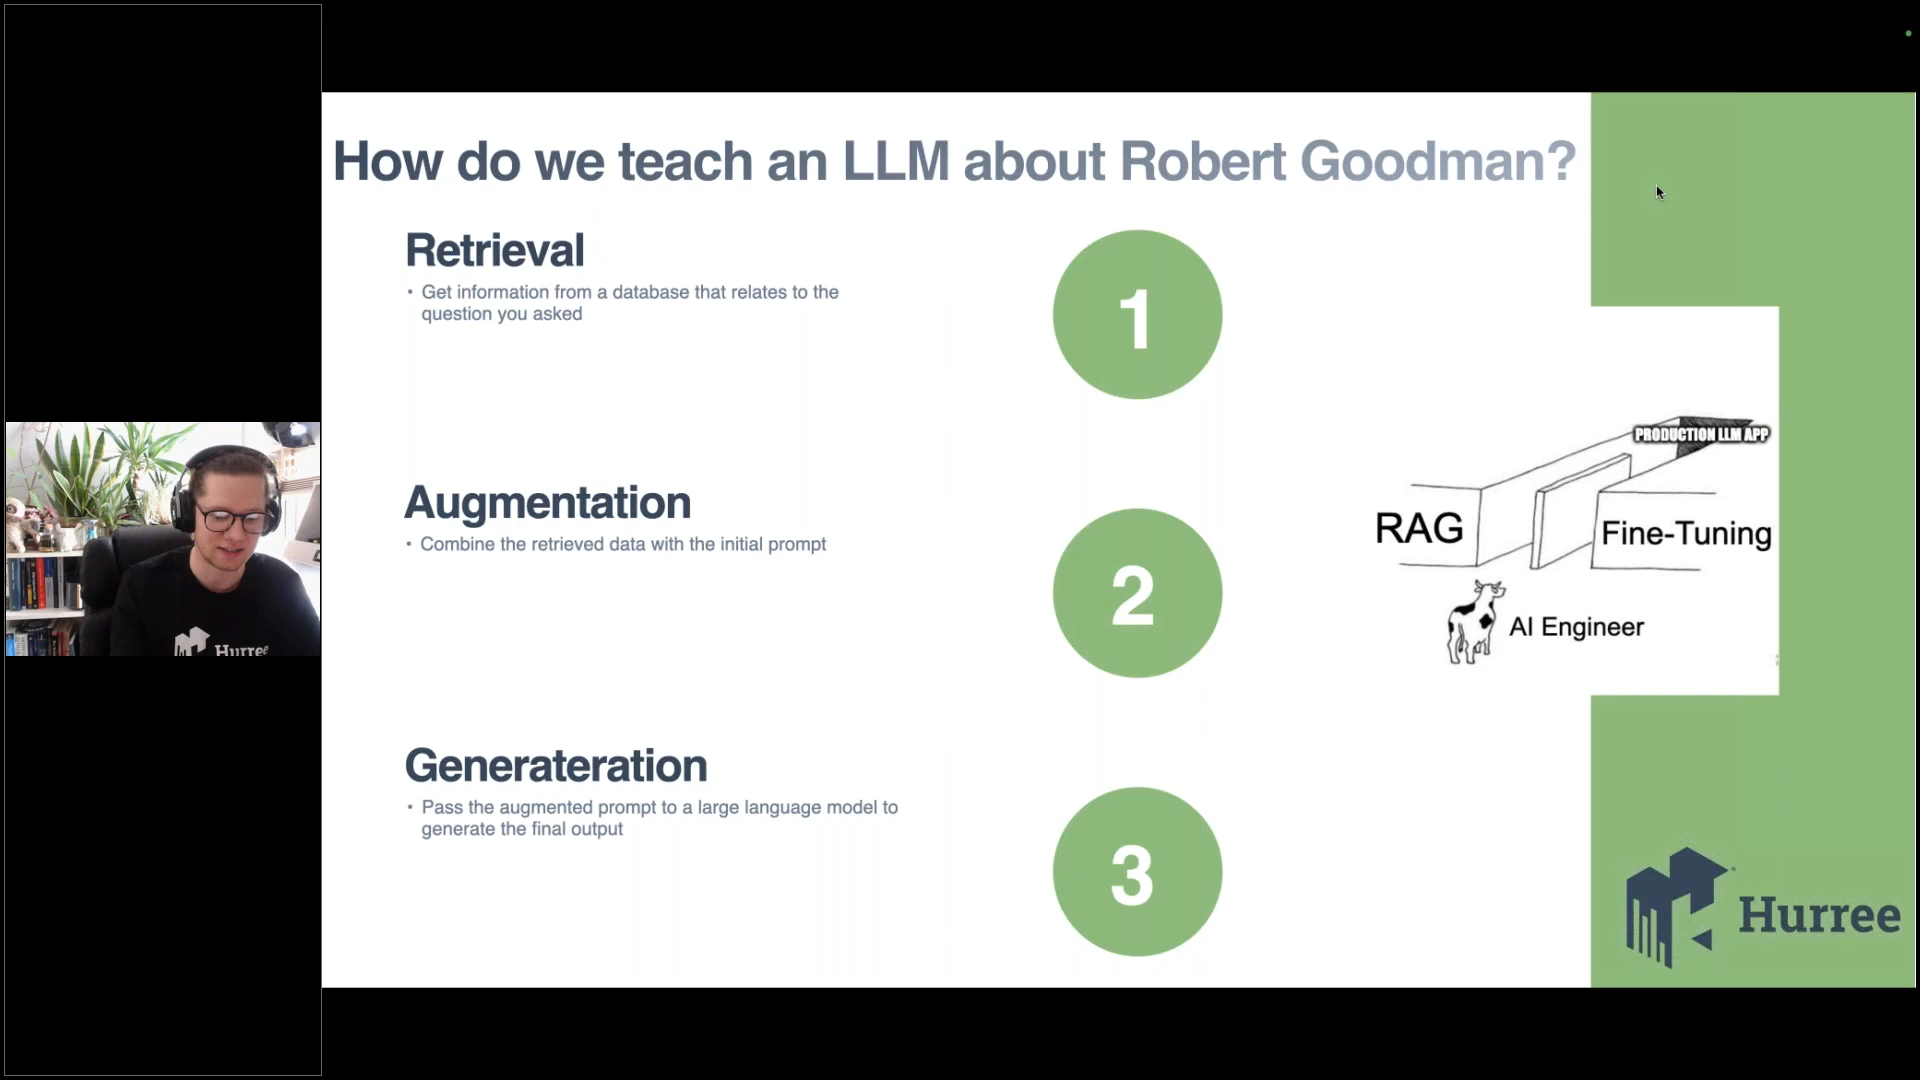 How do we teach an LLM about Robert Goodman?
Retrieval
• Get information from a database that relates to the
question you asked
1
Augmentation
• Combine the retrieved data with the initial prompt
2
Generateration
• Pass the augmented prompt to a large language model to
generate the final output
3
PRODUCTION LLM APP
RAG
Fine-Tuning
AI Engineer
Hurree
Hurree